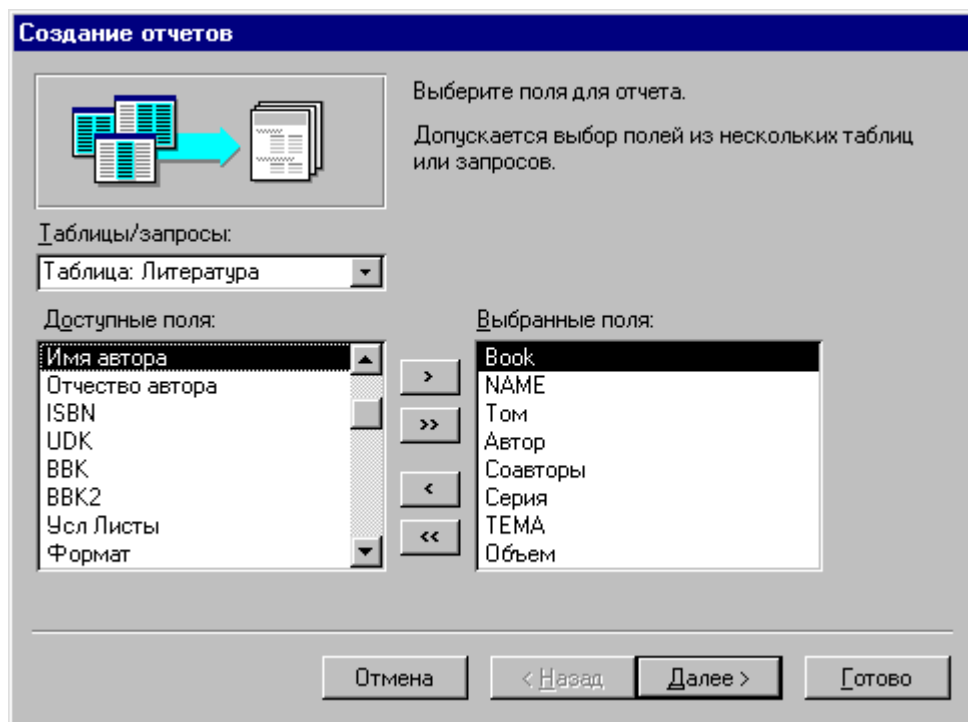 Создание отчетов
Выберите поля для отчета.
Допускается выбор полей из нескольких таблиц
или запросов.
Таблицы/запросы:
Таблица: Литература
Доступные поля:
Имя автора
Отчество автора
ISBN
UDK
BBK
BBK2
Усл Листы
Формат
>
>>
<
<<
Выбранные поля:
Book
NAME
Том
Автор
Соавторы
Серия
TEMA
Объем
Отмена
< Назад
Далее >
Готово